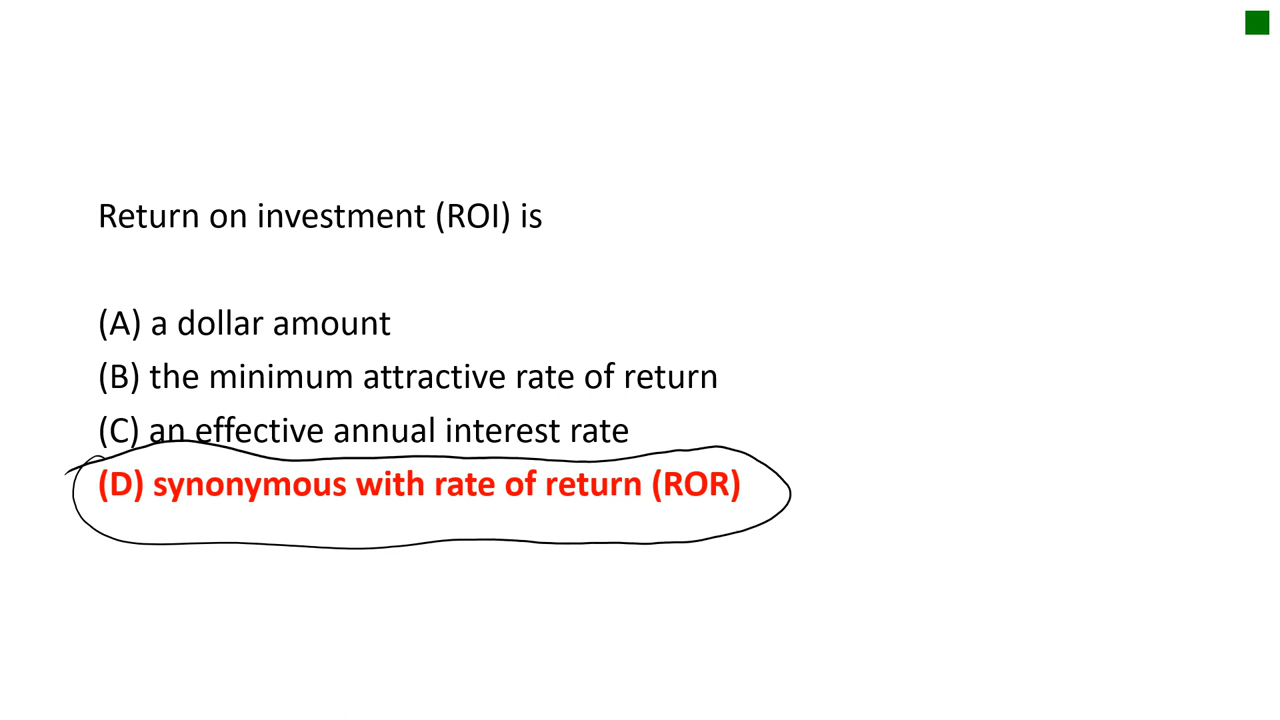 Return on investment (ROI) is
(A) a dollar amount
(B) the minimum attractive rate of return
(C) an effective annual interest rate
(D) synonymous with rate of return (ROR)